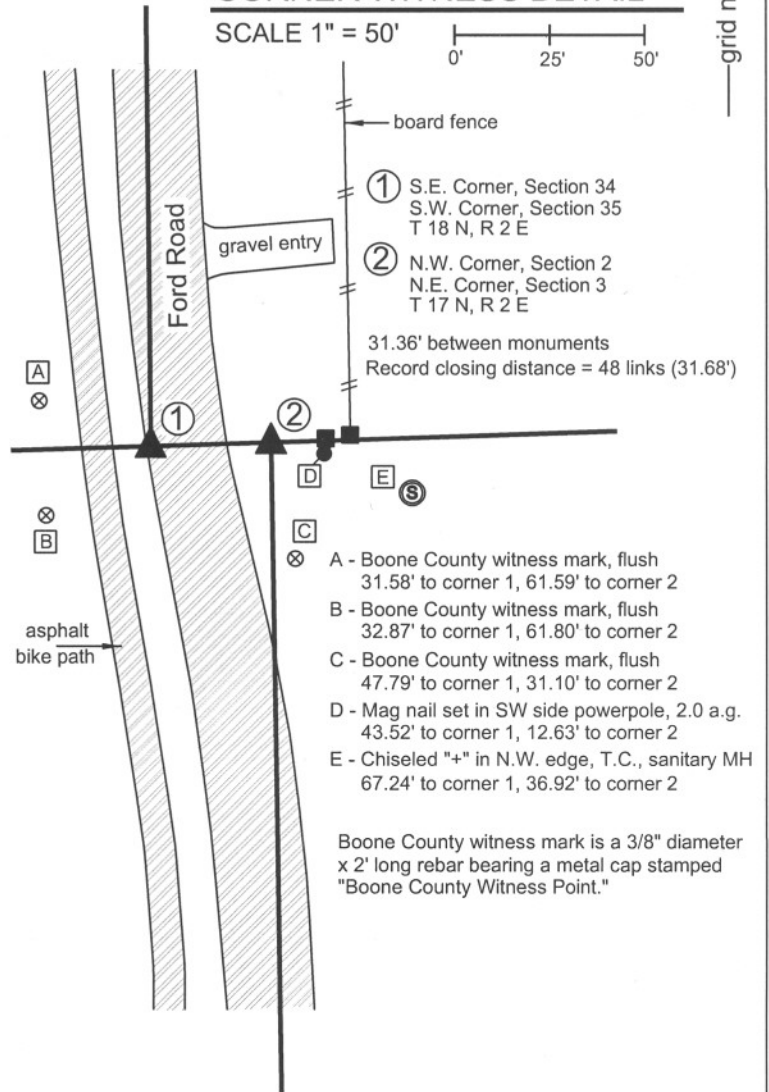 SCALE 1" = 50'
0' 25' 50'
grid
board fence
① S.E. Corner, Section 34
S.W. Corner, Section 35
T 18 N, R 2 E
Ford Road
gravel entry
② N.W. Corner, Section 2
N.E. Corner, Section 3
T 17 N, R 2 E
31.36' between monuments
Record closing distance = 48 links (31.68')
A
① ②
D
E
S
B
C
A - Boone County witness mark, flush
31.58' to corner 1, 61.59' to corner 2
B - Boone County witness mark, flush
32.87' to corner 1, 61.80' to corner 2
asphalt
bike path
C - Boone County witness mark, flush
47.79' to corner 1, 31.10' to corner 2
D - Mag nail set in SW side powerpole, 2.0 a.g.
43.52' to corner 1, 12.63' to corner 2
E - Chiseled "+" in N.W. edge, T.C., sanitary MH
67.24' to corner 1, 36.92' to corner 2
Boone County witness mark is a 3/8" diameter
x 2' long rebar bearing a metal cap stamped
"Boone County Witness Point."